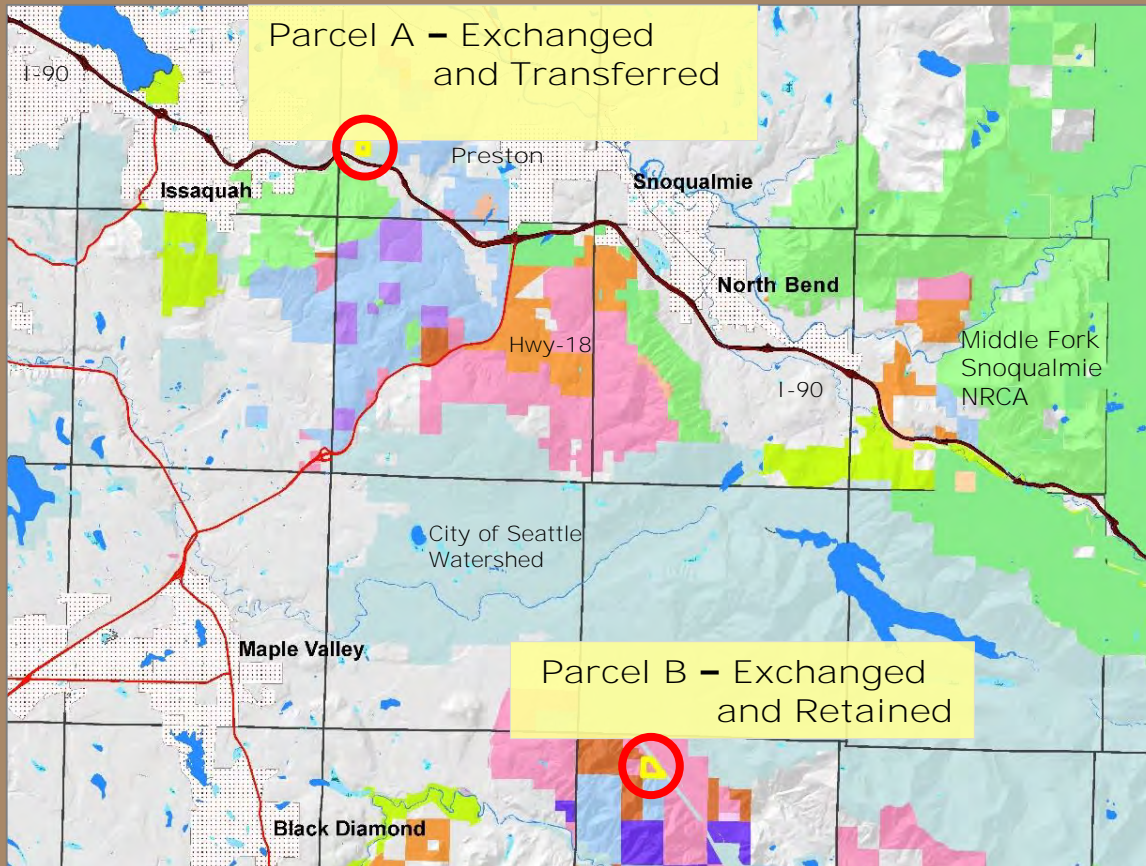 Parcel A – Exchanged
and Transferred
I-90
Preston
Issaquah
Snoqualmie
North Bend
Hwy-18
Middle Fork
Snoqualmie
NRCA
I-90
City of Seattle
Watershed
Maple Valley
Parcel B – Exchanged
and Retained
Black Diamond